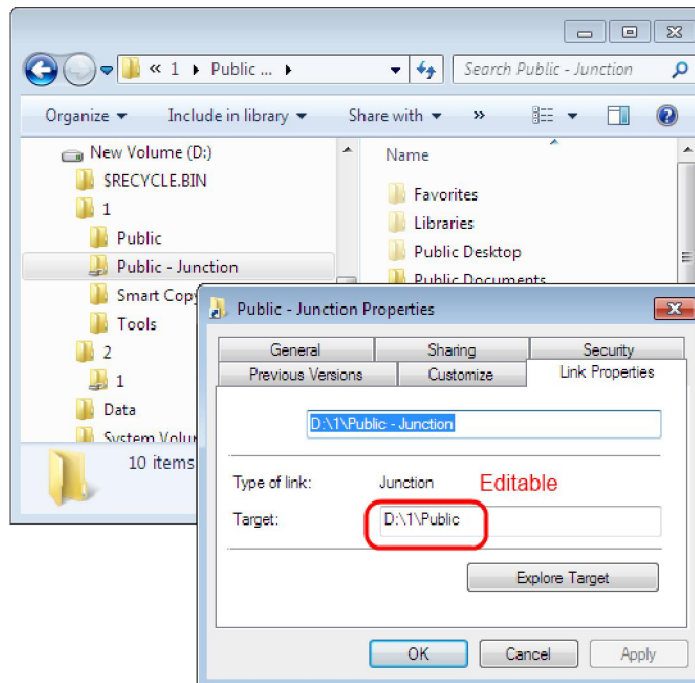 « 1 ▸ Public ... ▸ Search Public - Junction
Organize Include in library Share with »
New Volume (D:)
$RECYCLE.BIN
1
Public
Public - Junction
Smart Copy
Tools
2
1
Data
System Volu
Name
Favorites
Libraries
Public Desktop
Public Documents
10 items
Public - Junction Properties
General Sharing Security
Previous Versions Customize Link Properties
D:\1\Public - Junction
Type of link: Junction Editable
Target: D:\1\Public
Explore Target
OK Cancel Apply